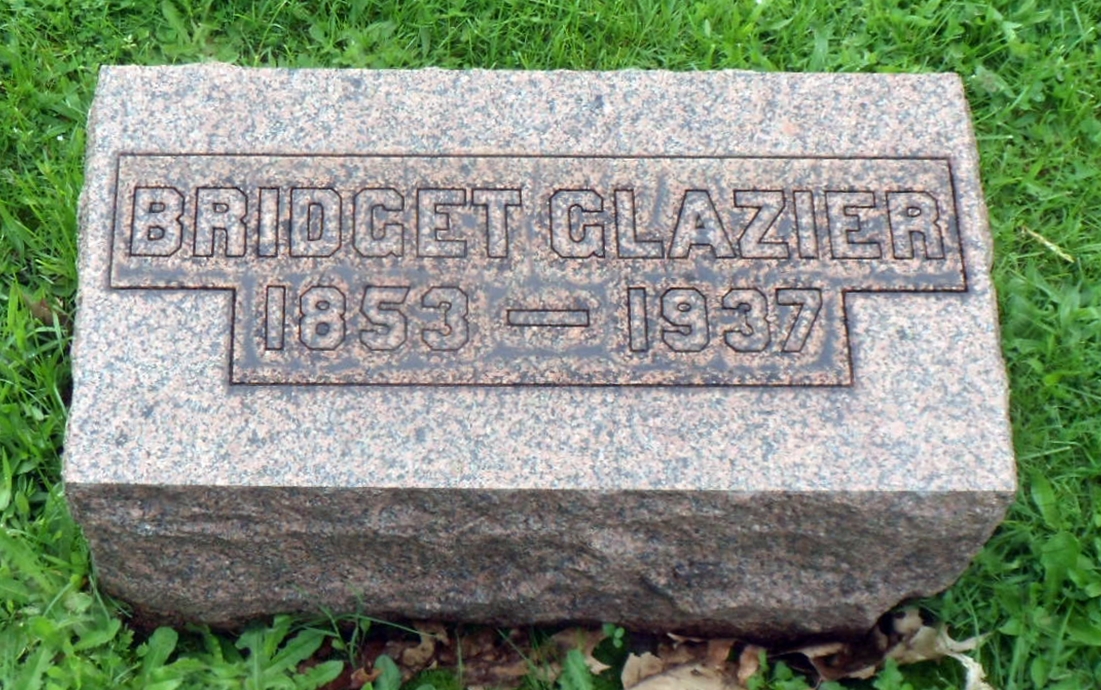 BRIDGET GLAZIER
1853 — 1937